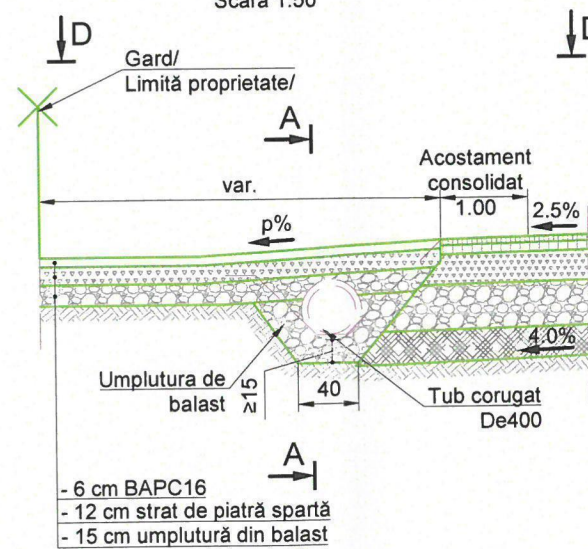 Scara 1:50
D
D
Gard/
Limită proprietate/
A
Acostament
consolidat
var.
1.00
2.5%
p%
4.0%
Umplutura de
balast
≥15
40
Tub corugat
De400
A
- 6 cm BAPC16
- 12 cm strat de piatră spartă
- 15 cm umplutură din balast